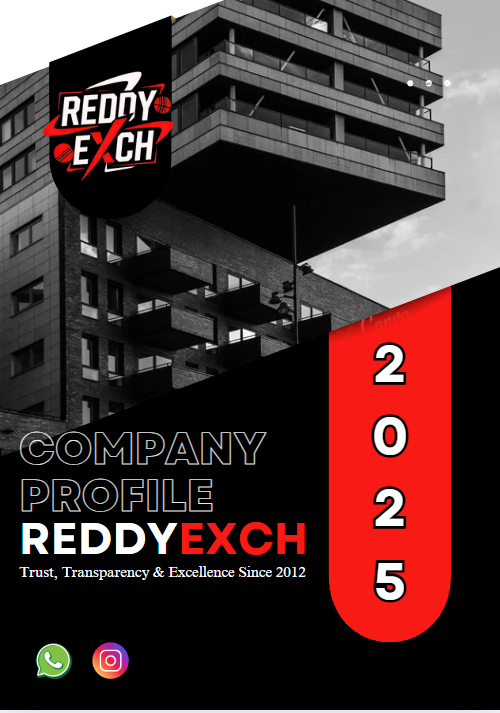 REDDY
EXCH
2
0
2
5
COMPANY
PROFILE
REDDYEXCH
Trust, Transparency & Excellence Since 2012